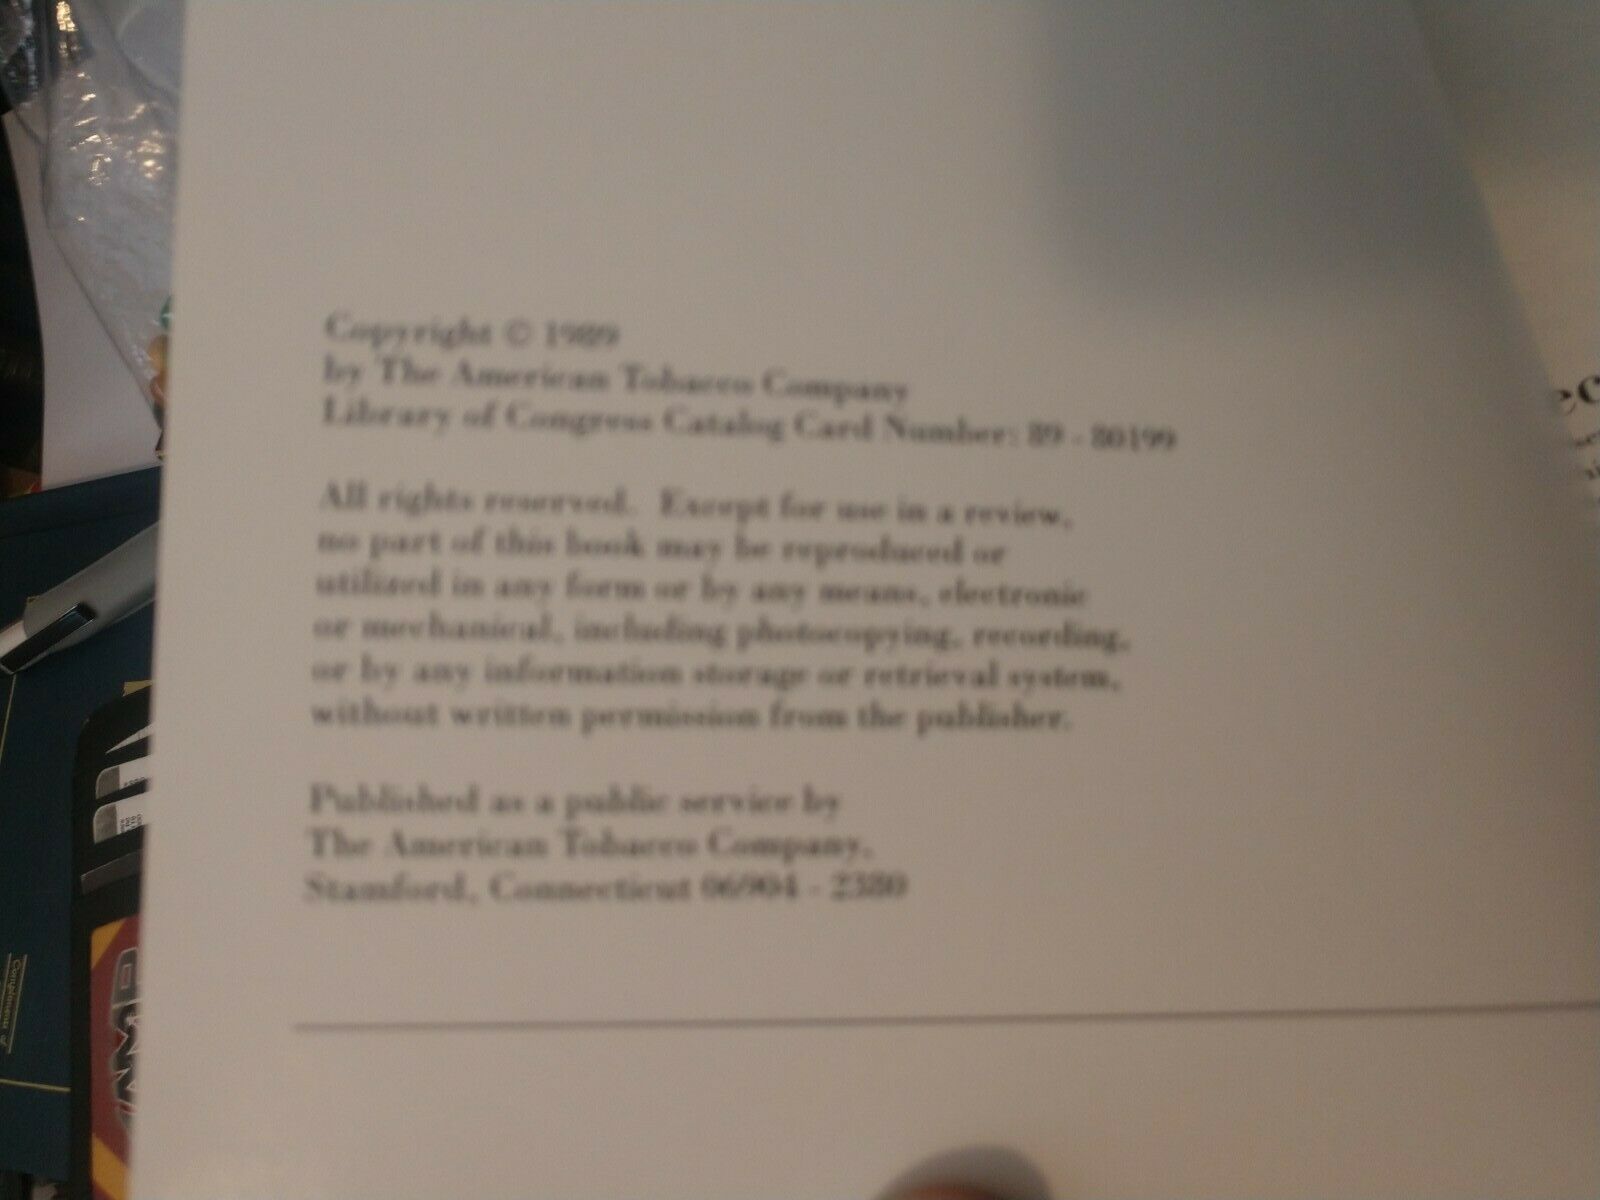 Copyright © 1989
by The American Tobacco Company
Library of Congress Catalog Card Number: 89 - 80199
All rights reserved. Except for use in a review,
no part of this book may be reproduced or
utilized in any form or by any means, electronic
or mechanical, including photocopying, recording,
or by any information storage or retrieval system,
without written permission from the publisher.
Published as a public service by
The American Tobacco Company,
Stamford, Connecticut 06904 - 2380
Compliments of